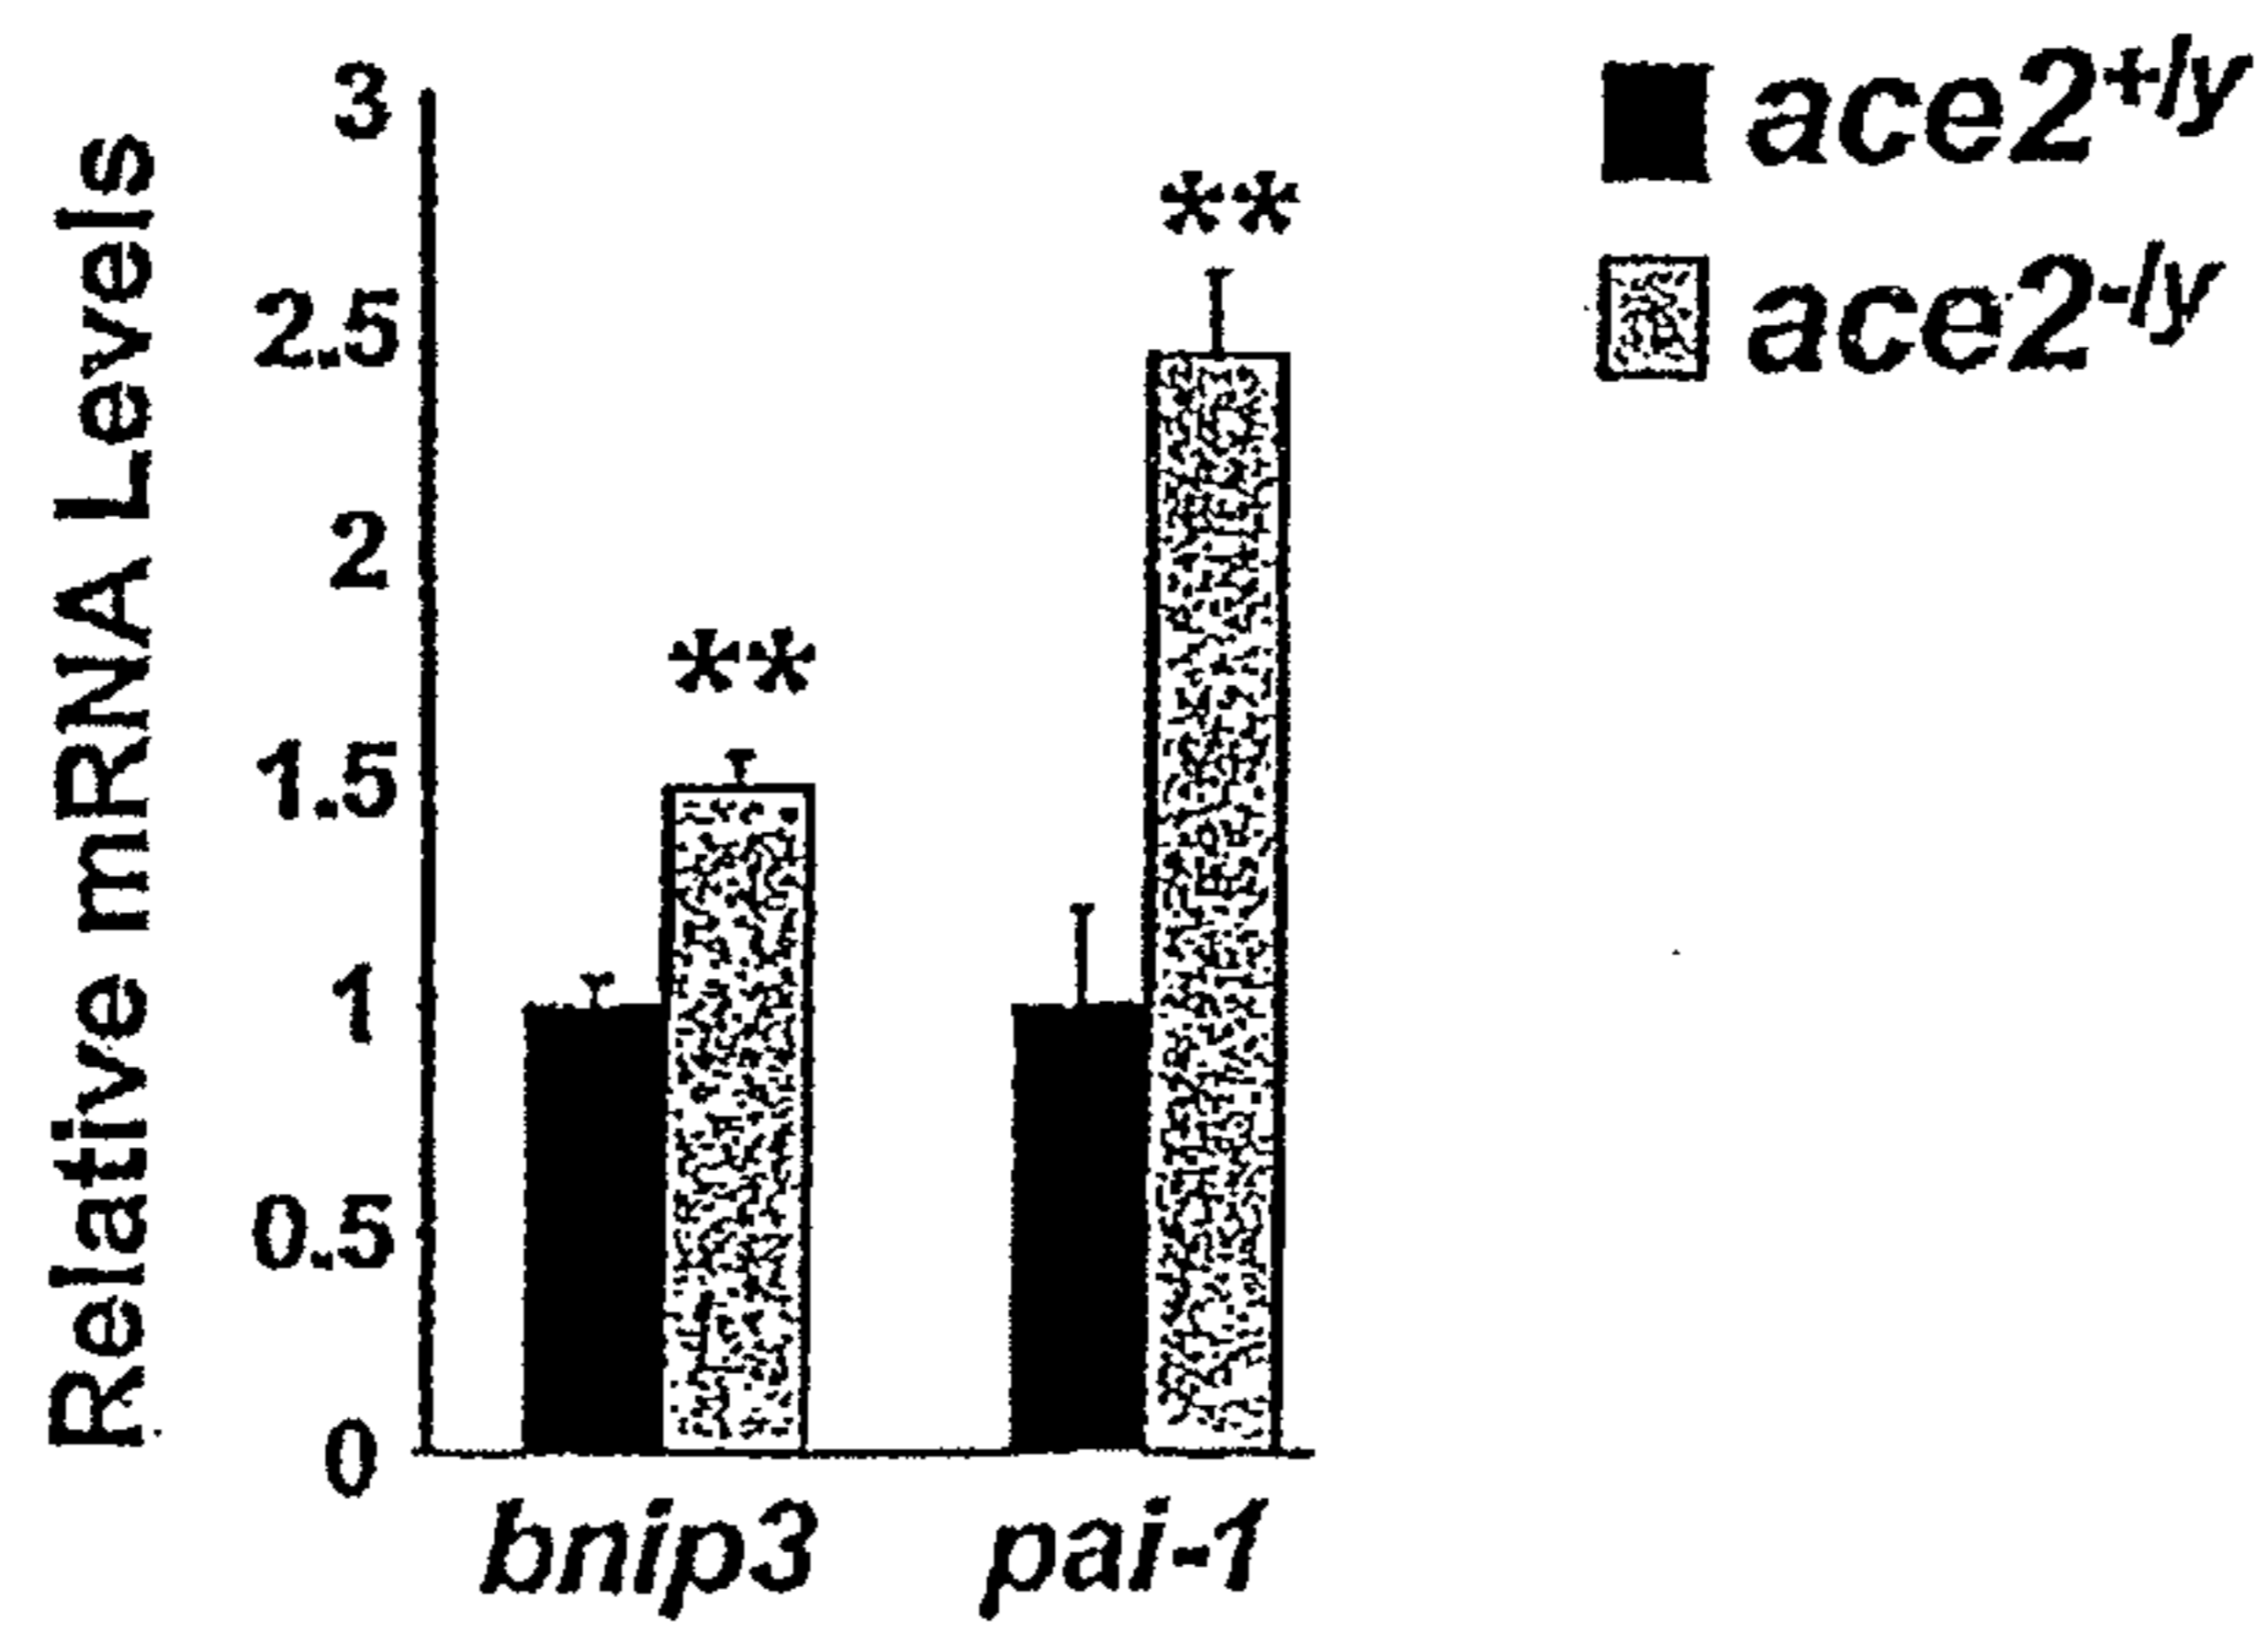 Relative mRNA Levels
3
2.5
2
1.5
1
0.5
0
**
**
bnip3
pai-1
ace2+/y
ace2-/y